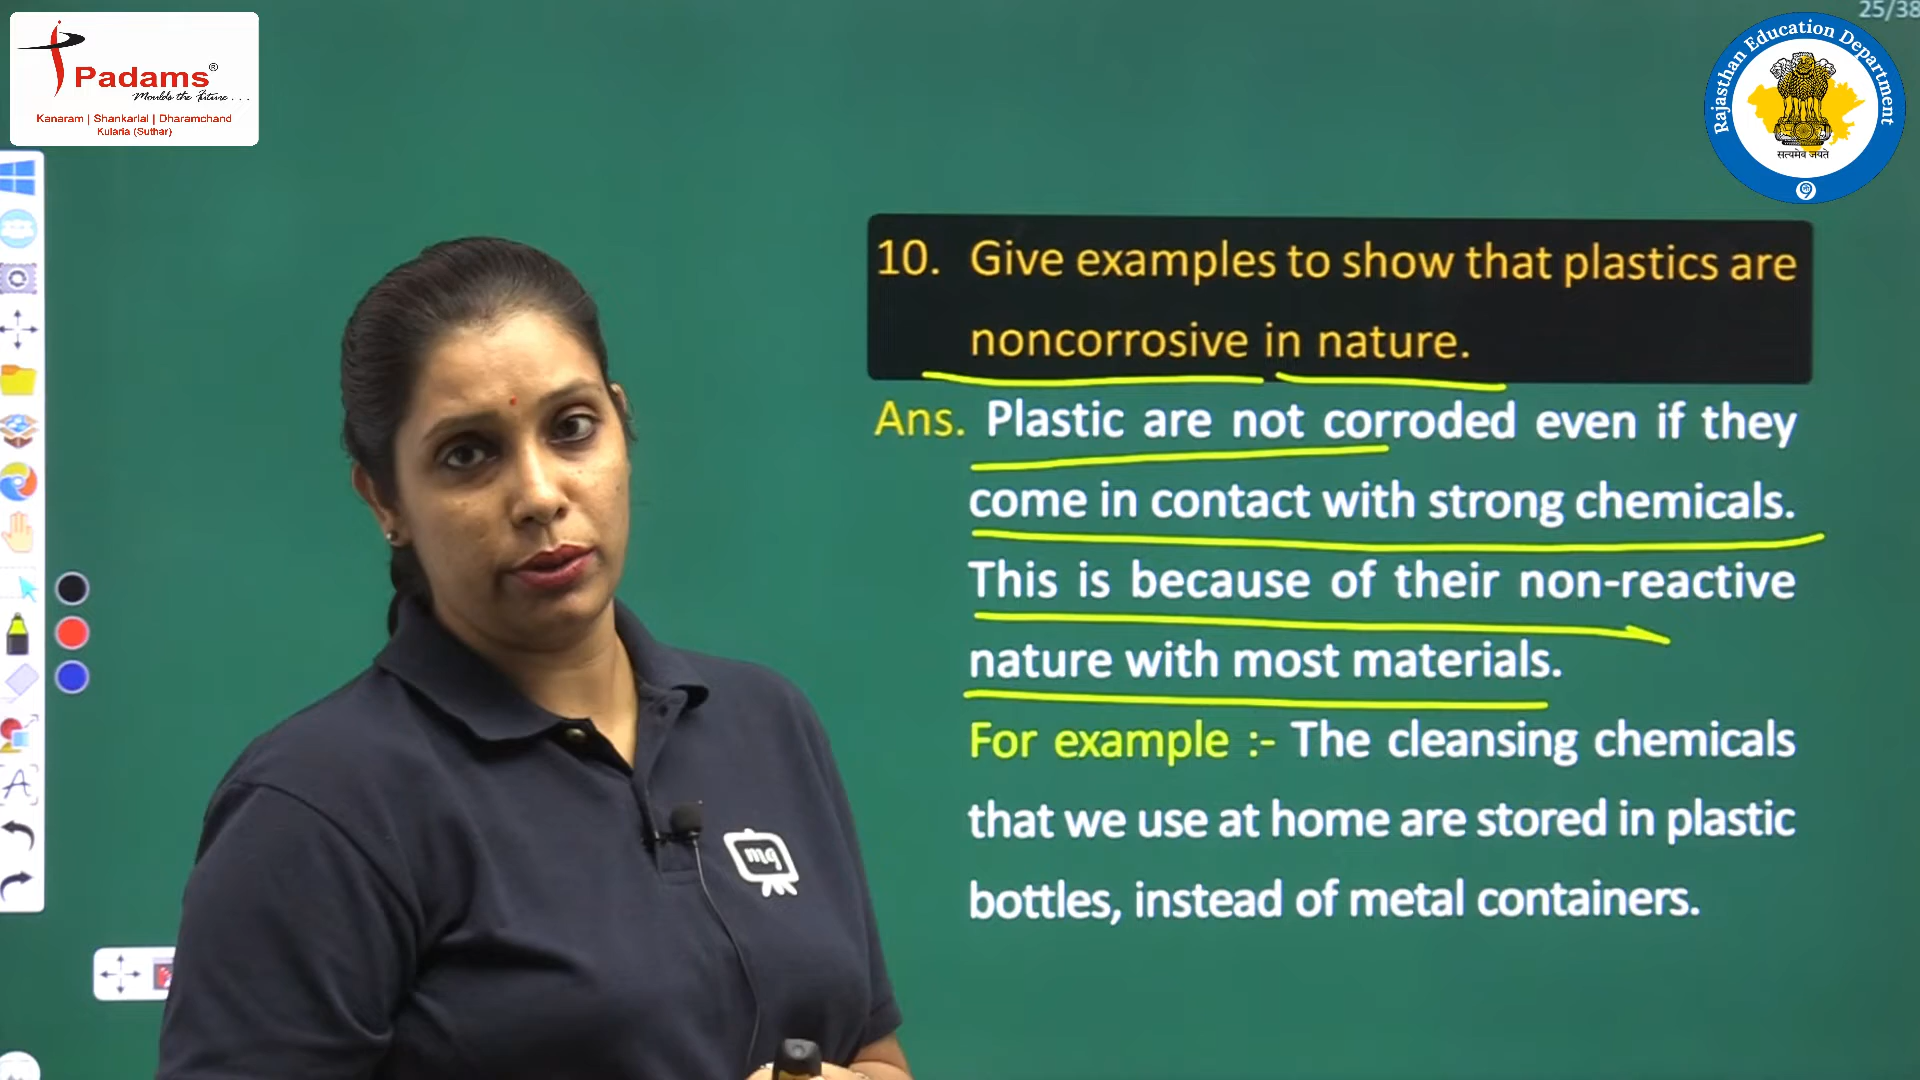 25/38
Padams®
Moulds the Future . . .
Kanaram | Shankarlal | Dharamchand
Kularia (Suthar)
Rajasthan Education Department
सत्यमेव जयते
10. Give examples to show that plastics are
noncorrosive in nature.
Ans. Plastic are not corroded even if they
come in contact with strong chemicals.
This is because of their non-reactive
nature with most materials.
For example :- The cleansing chemicals
that we use at home are stored in plastic
bottles, instead of metal containers.
mg
A